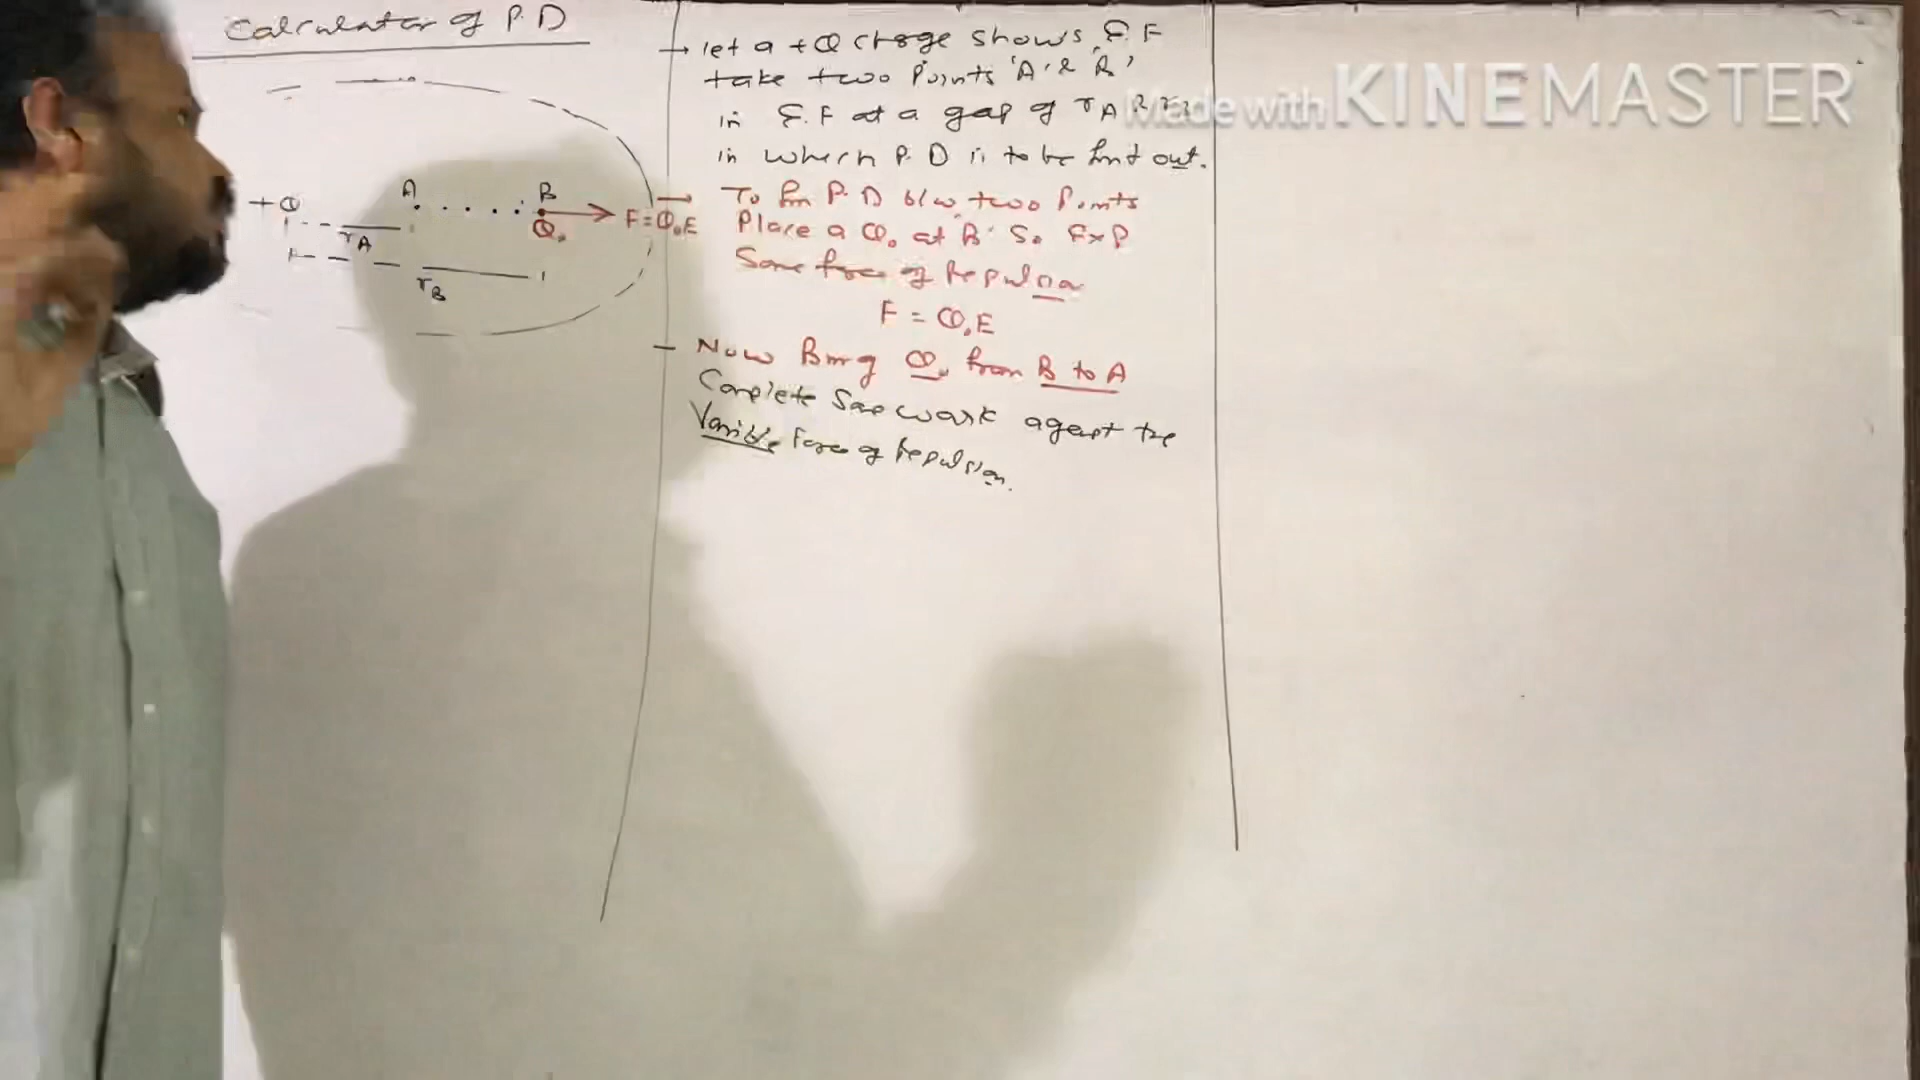 Calculation of P.D
+Q
A
B
Q₀
F=Q₀E
rA
rB
→ let a +Q charge shows E.F
take two Points 'A' & B'
in E.F at a gap of rA & rB
in which P.D is to be find out.
→ To fin P.D b/w two Points
Place a Q₀ at 'B' So Exp
Some force of Repulsion
F = Q₀E
— Now Bring Q₀ from B to A
Complete Some work against the
Variable Force of Repulsion.
Made with KINEMASTER